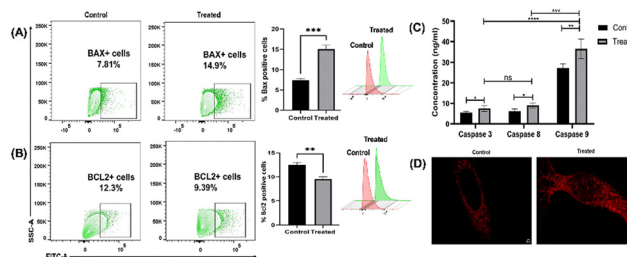 (A)
Control
Treated
BAX+ cells
7.81%
BAX+ cells
14.9%
% Bax positive cells
***
Control Treated
Control
Treated
(B)
BCL2+ cells
12.3%
BCL2+ cells
9.39%
SSC-A
FITC-A
% Bcl2 positive cells
**
Control Treated
Control
Treated
(C)
Concentration (ng/ml)
****
**
ns
*
*
Caspase 3 Caspase 8 Caspase 9
(D)
Control
Treated